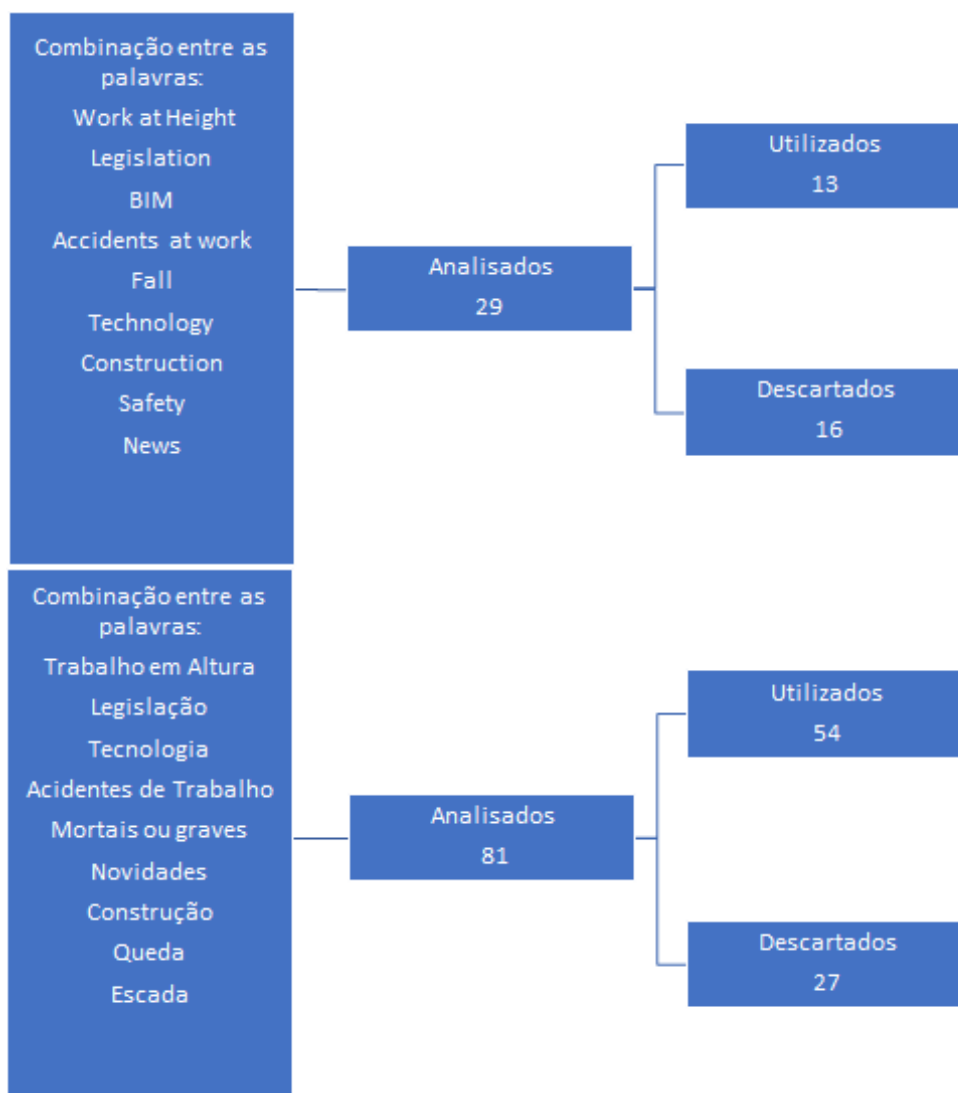 Combinação entre as
palavras:
Work at Height
Legislation
BIM
Accidents at work
Fall
Technology
Construction
Safety
News
Analisados
29
Utilizados
13
Descartados
16
Combinação entre as
palavras:
Trabalho em Altura
Legislação
Tecnologia
Acidentes de Trabalho
Mortais ou graves
Novidades
Construção
Queda
Escada
Analisados
81
Utilizados
54
Descartados
27